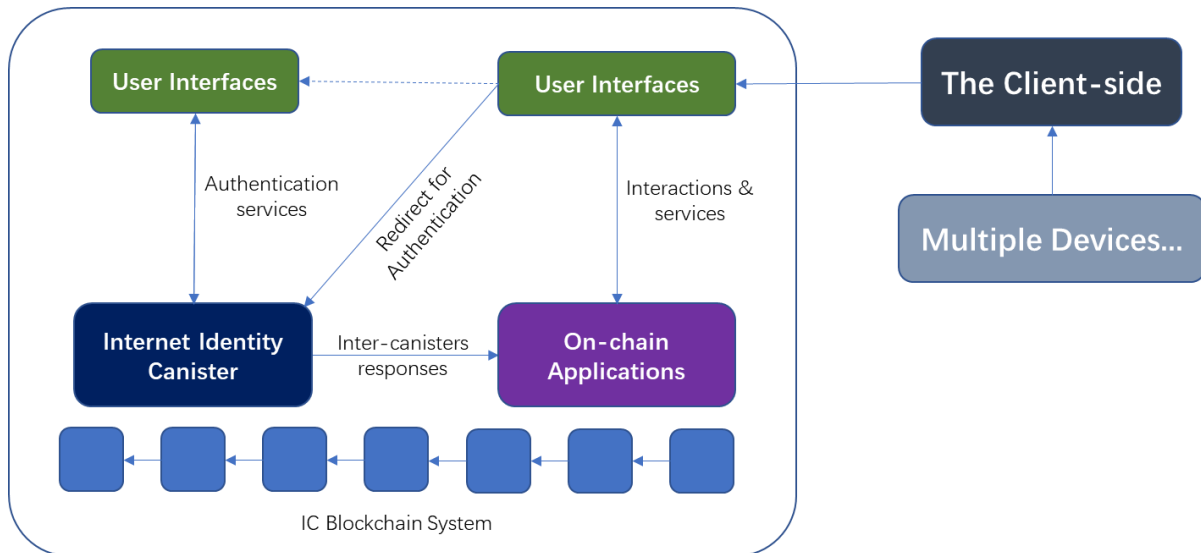 User Interfaces
User Interfaces
The Client-side
Authentication
services
Redirect for
Authentication
Interactions &
services
Multiple Devices...
Internet Identity
Canister
Inter-canisters
responses
On-chain
Applications
IC Blockchain System